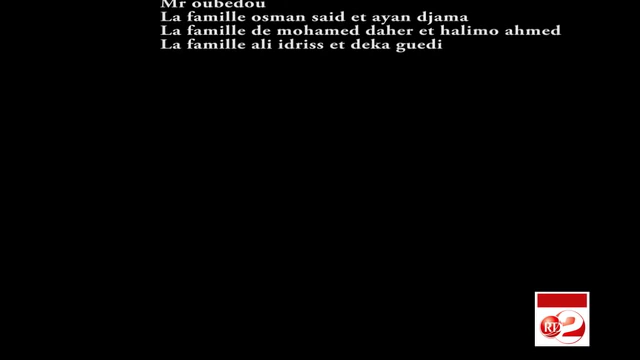 Mr oubedou
La famille osman said et ayan djama
La famille de mohamed daher et halimo ahmed
La famille ali idriss et deka guedi
2